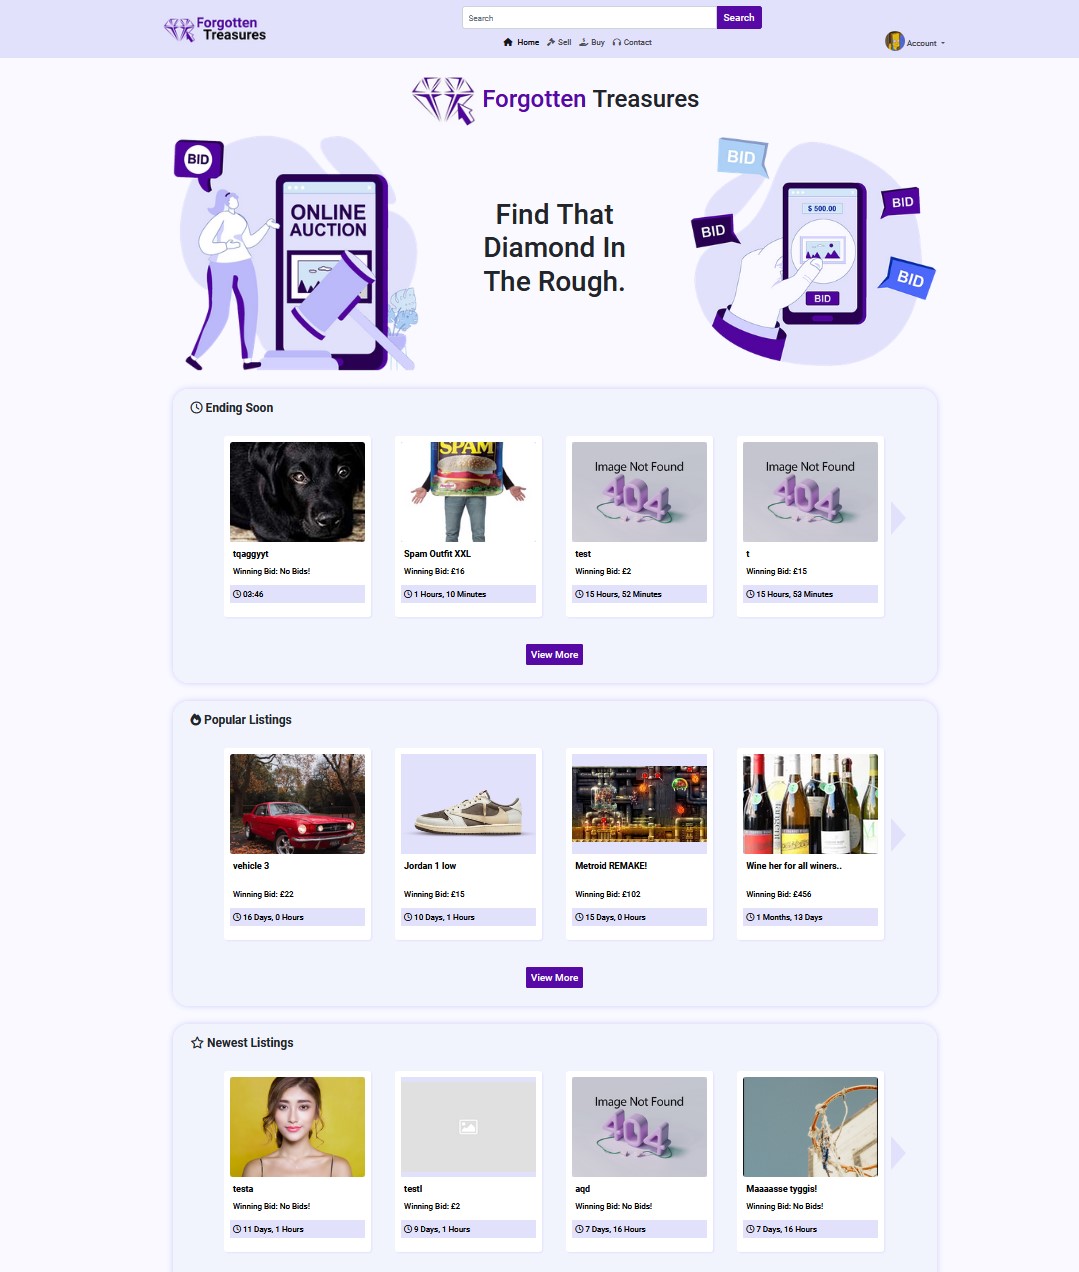 Forgotten
Treasures
Search
Search
Home
Sell
Buy
Contact
Account
Forgotten Treasures
BID
ONLINE
AUCTION
Find That
Diamond In
The Rough.
BID
BID
BID
BID
$ 500.00
BID
Ending Soon
SPAM
Image Not Found
404
Image Not Found
404
tqaggyyt
Spam Outfit XXL
test
t
Winning Bid: No Bids!
Winning Bid: £16
Winning Bid: £2
Winning Bid: £15
03:46
1 Hours, 10 Minutes
15 Hours, 52 Minutes
15 Hours, 53 Minutes
View More
Popular Listings
vehicle 3
Jordan 1 low
Metroid REMAKE!
Wine her for all winers..
Winning Bid: £22
Winning Bid: £15
Winning Bid: £102
Winning Bid: £456
16 Days, 0 Hours
10 Days, 1 Hours
15 Days, 0 Hours
1 Months, 13 Days
View More
Newest Listings
Image Not Found
404
testa
testl
aqd
Maaaasse tyggis!
Winning Bid: No Bids!
Winning Bid: £2
Winning Bid: No Bids!
Winning Bid: No Bids!
11 Days, 1 Hours
9 Days, 1 Hours
7 Days, 16 Hours
7 Days, 16 Hours